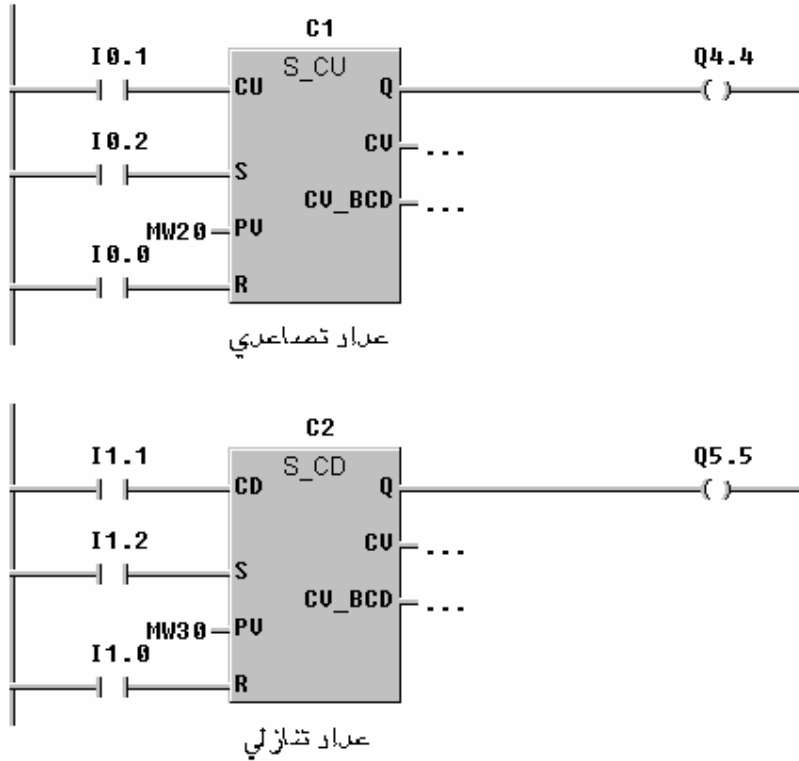 C1
I0.1
S_CU
Q4.4
CU
Q
I0.2
CV
...
S
CV_BCD
...
MW20
PV
I0.0
R
عداد تصاعدي
C2
I1.1
S_CD
Q5.5
CD
Q
I1.2
CV
...
S
CV_BCD
...
MW30
PV
I1.0
R
عداد تنازلي